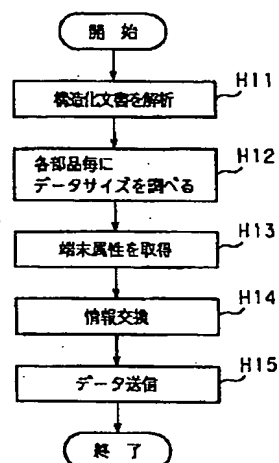 開始
構造化文書を解析
H11
各部品毎に
データサイズを調べる
H12
端末属性を取得
H13
情報交換
H14
データ送信
H15
終了